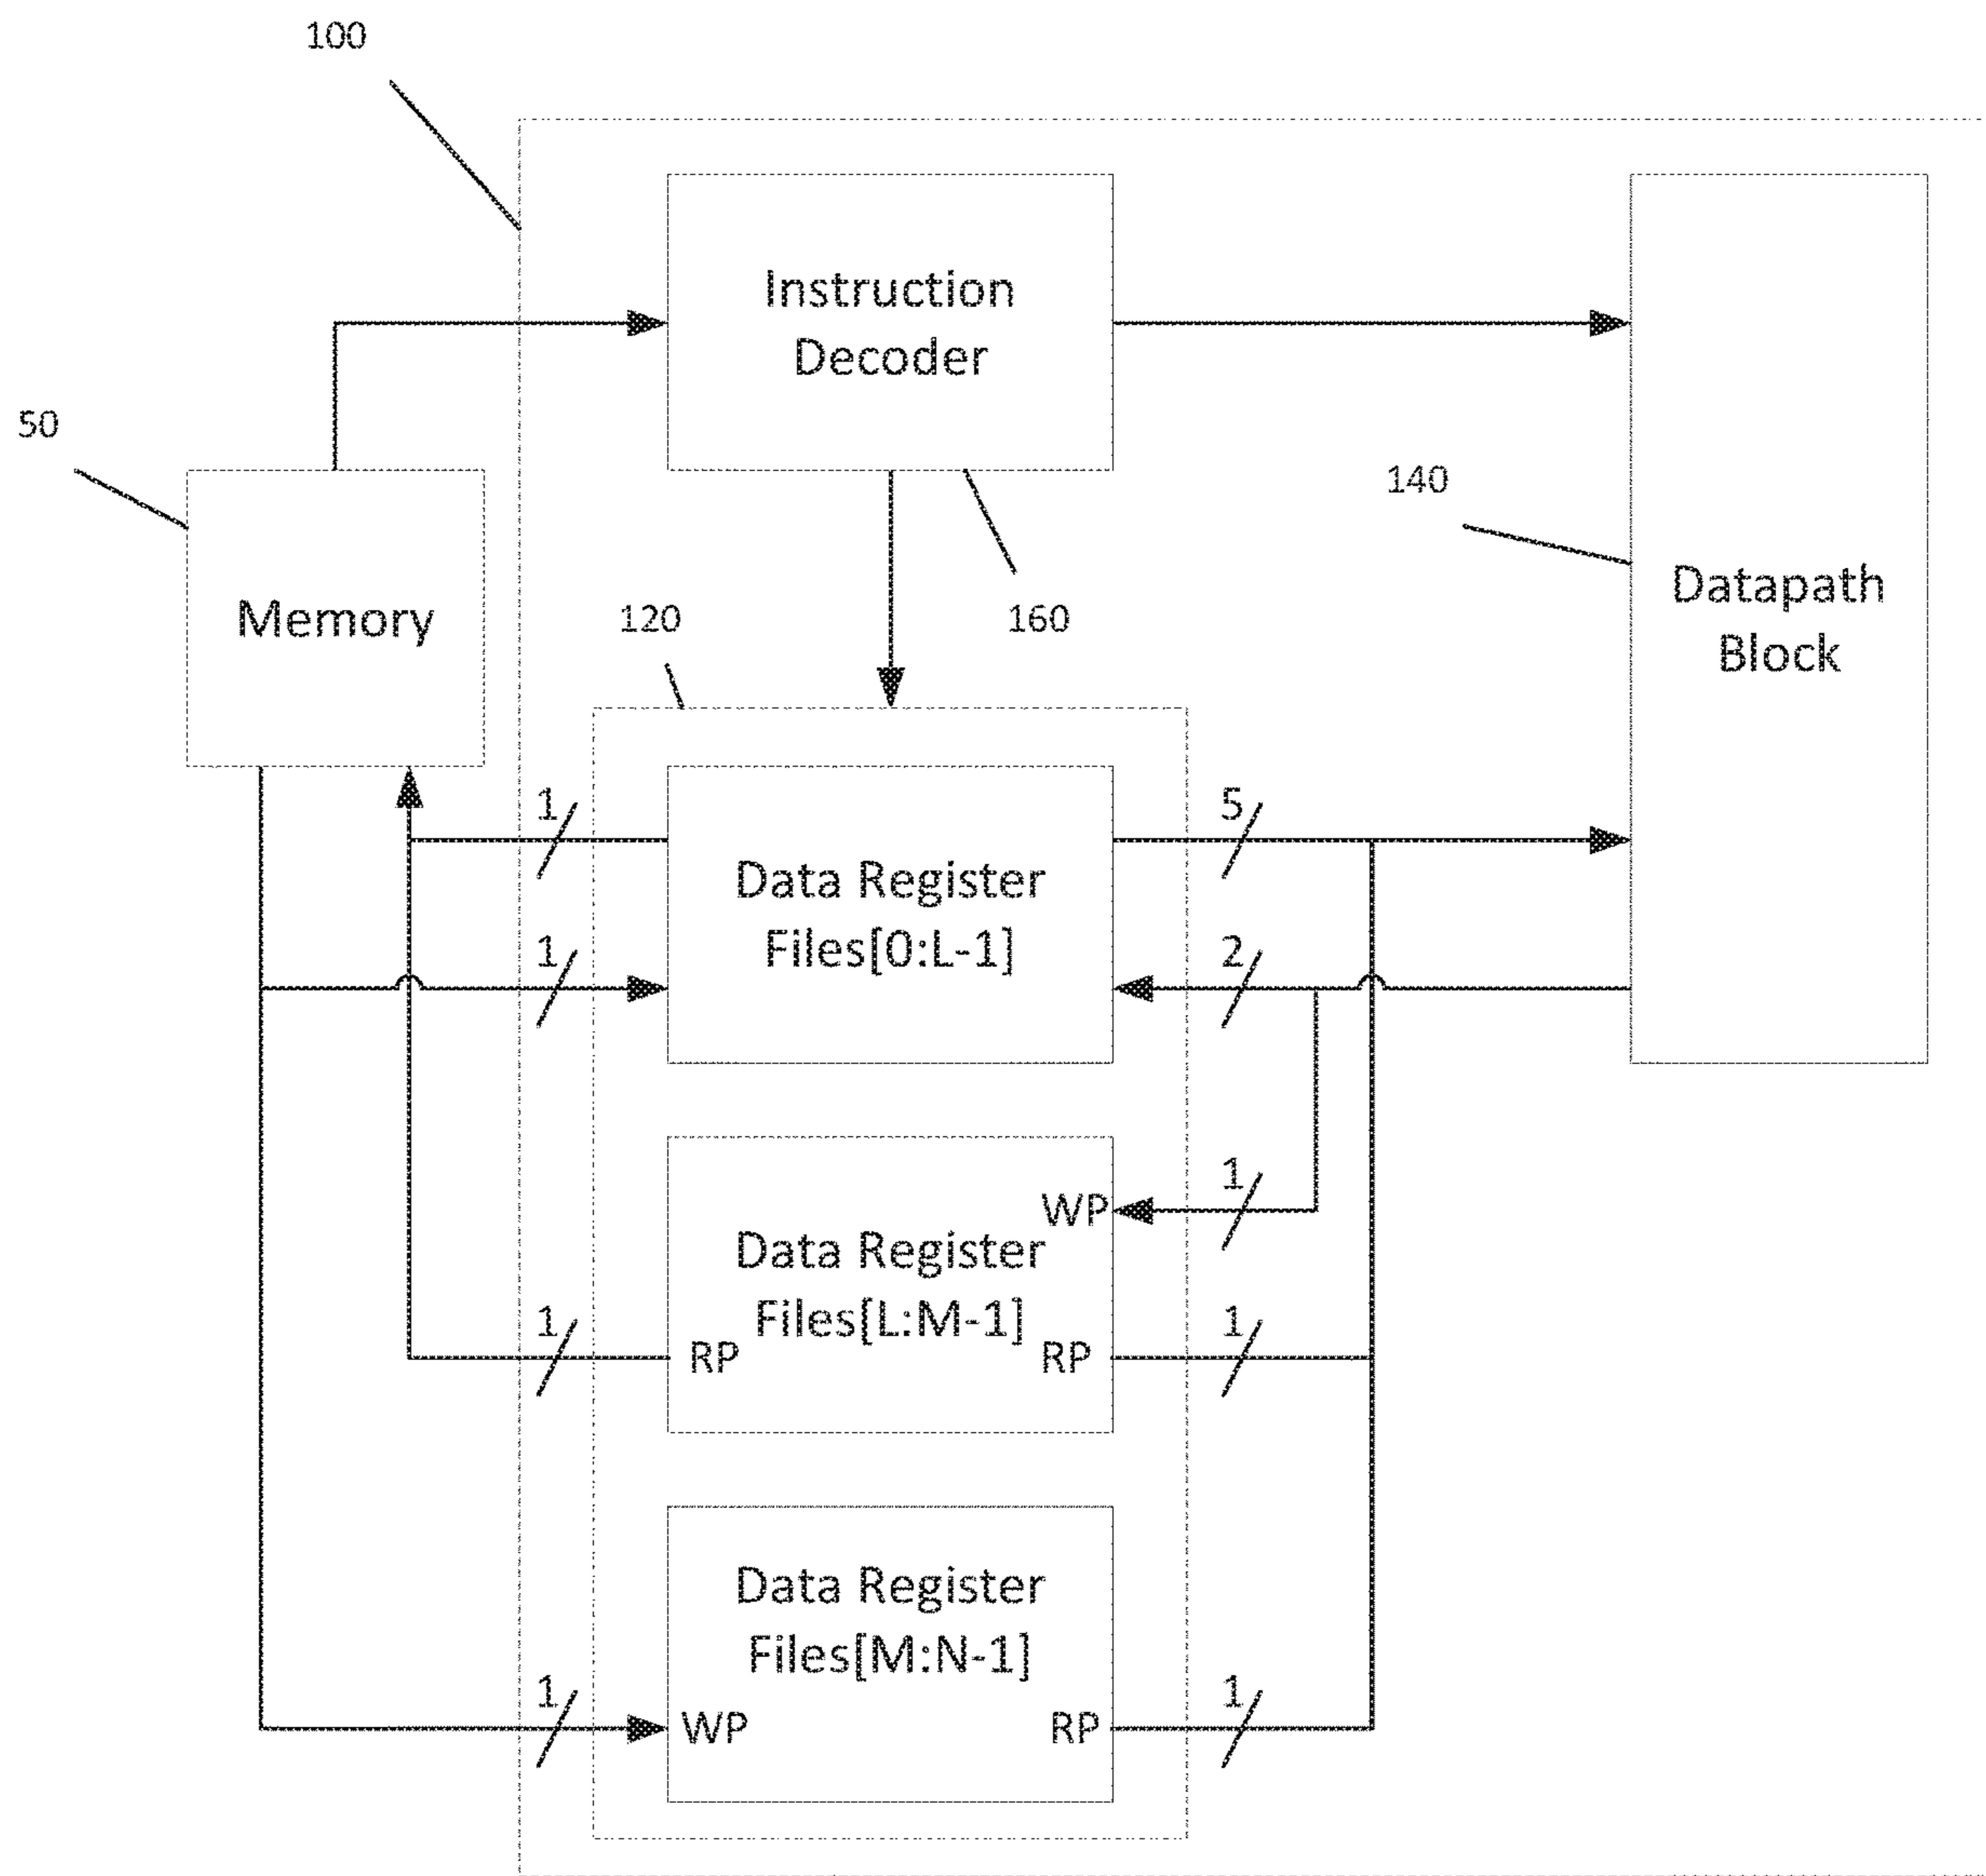 100
Instruction
Decoder
50
140
Memory
Datapath
Block
120
160
1
5
Data Register
Files[0:L-1]
1
2
1
WP
Data Register
Files[L:M-1]
1
RP
RP
1
Data Register
Files[M:N-1]
1
WP
RP
1